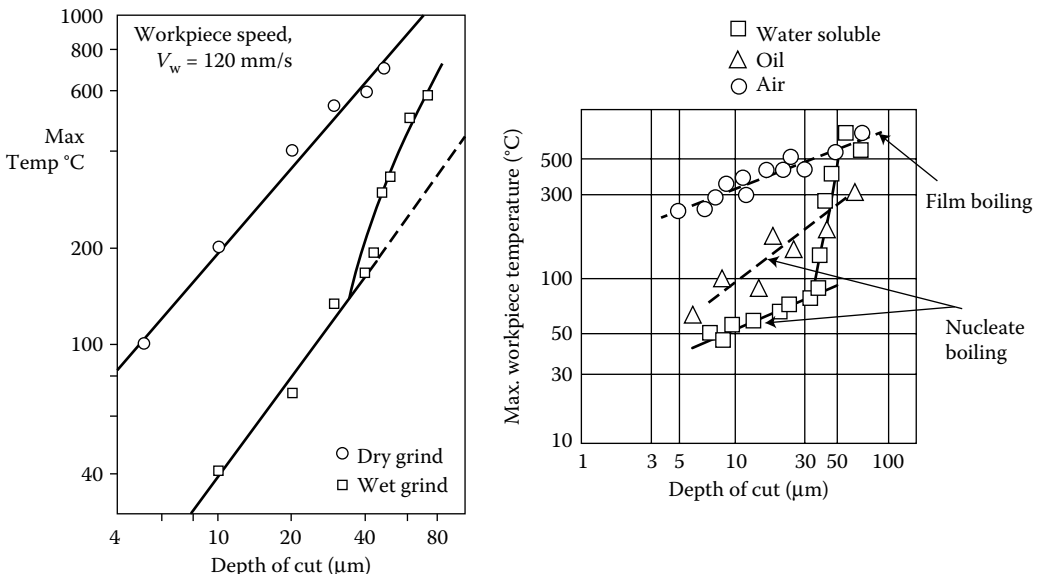 1000
800
600
200
100
40
Max
Temp °C
Workpiece speed,
Vw = 120 mm/s
Dry grind
Wet grind
4
10
20
40
80
Depth of cut (μm)
Water soluble
Oil
Air
Max. workpiece temperature (°C)
500
300
100
50
30
10
1
3
5
10
30
50
100
Depth of cut (μm)
Film boiling
Nucleate
boiling